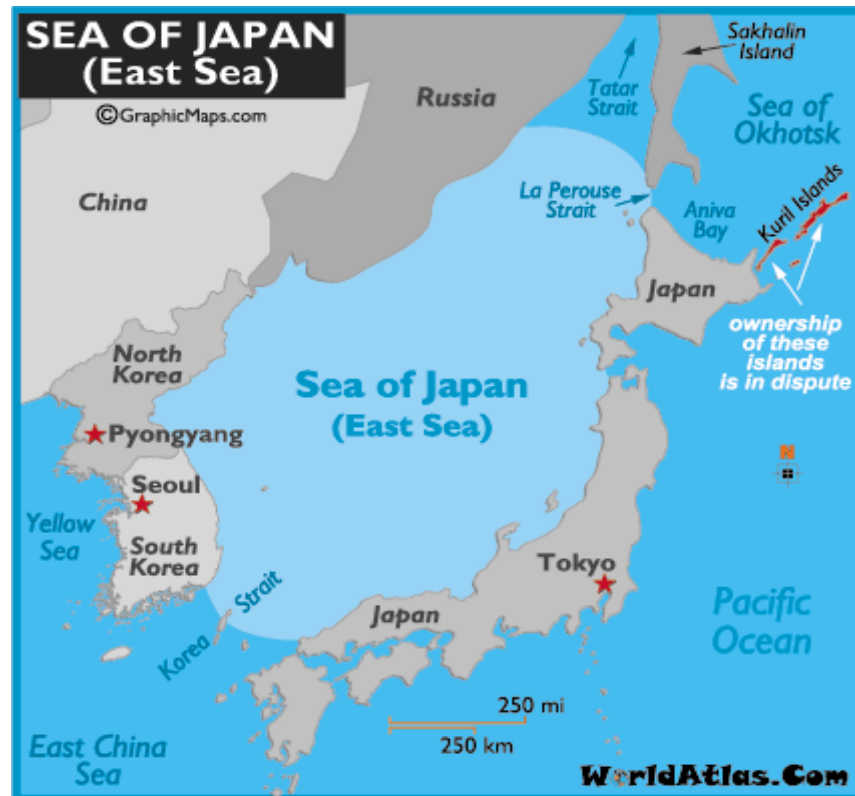 SEA OF JAPAN
(East Sea)
©GraphicMaps.com
Sakhalin
Island
Russia
Tatar
Strait
Sea of
Okhotsk
China
La Perouse
Strait
Aniva
Bay
Kuril Islands
Japan
ownership
of these
islands
is in dispute
North
Korea
Sea of Japan
(East Sea)
Pyongyang
Seoul
Yellow
Sea
South
Korea
Tokyo
Korea Strait
Japan
Pacific
Ocean
250 mi
250 km
East China
Sea
WorldAtlas.Com